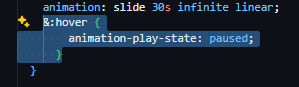 animation: slide 30s infinite linear;
&:hover {
animation-play-state: paused;
}
}